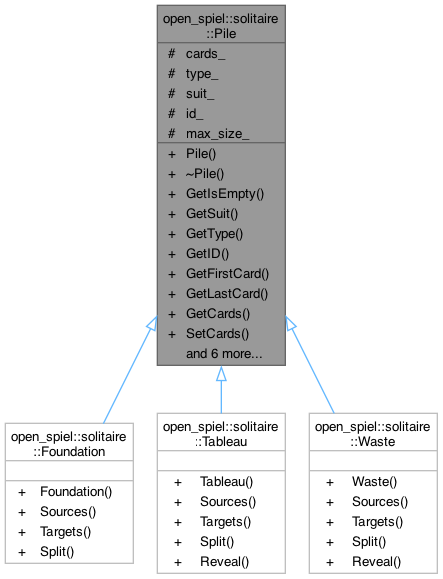 open_spiel::solitaire
::Pile
# cards_
# type_
# suit_
# id_
# max_size_
+ Pile()
+ ~Pile()
+ GetIsEmpty()
+ GetSuit()
+ GetType()
+ GetID()
+ GetFirstCard()
+ GetLastCard()
+ GetCards()
+ SetCards()
and 6 more...
open_spiel::solitaire
::Foundation
+ Foundation()
+ Sources()
+ Targets()
+ Split()
open_spiel::solitaire
::Tableau
+ Tableau()
+ Sources()
+ Targets()
+ Split()
+ Reveal()
open_spiel::solitaire
::Waste
+ Waste()
+ Sources()
+ Targets()
+ Split()
+ Reveal()